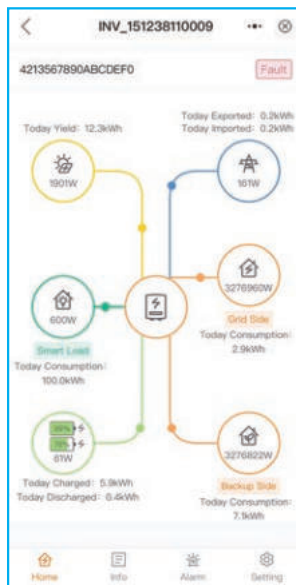 INV_151238110009
4213567890ABCDEF0
Fault
Today Exported: 0.2kWh
Today Yield: 12.3kWh
Today Imported: 0.2kWh
1901W
161W
600W
3276960W
Smart Load
Grid Side
Today Consumption:
100.0kWh
Today Consumption:
2.9kWh
61W
3276822W
Today Charged: 5.9kWh
Today Discharged: 0.4kWh
Backup Side
Today Consumption:
7.1kWh
Home
Info
Alarm
Setting